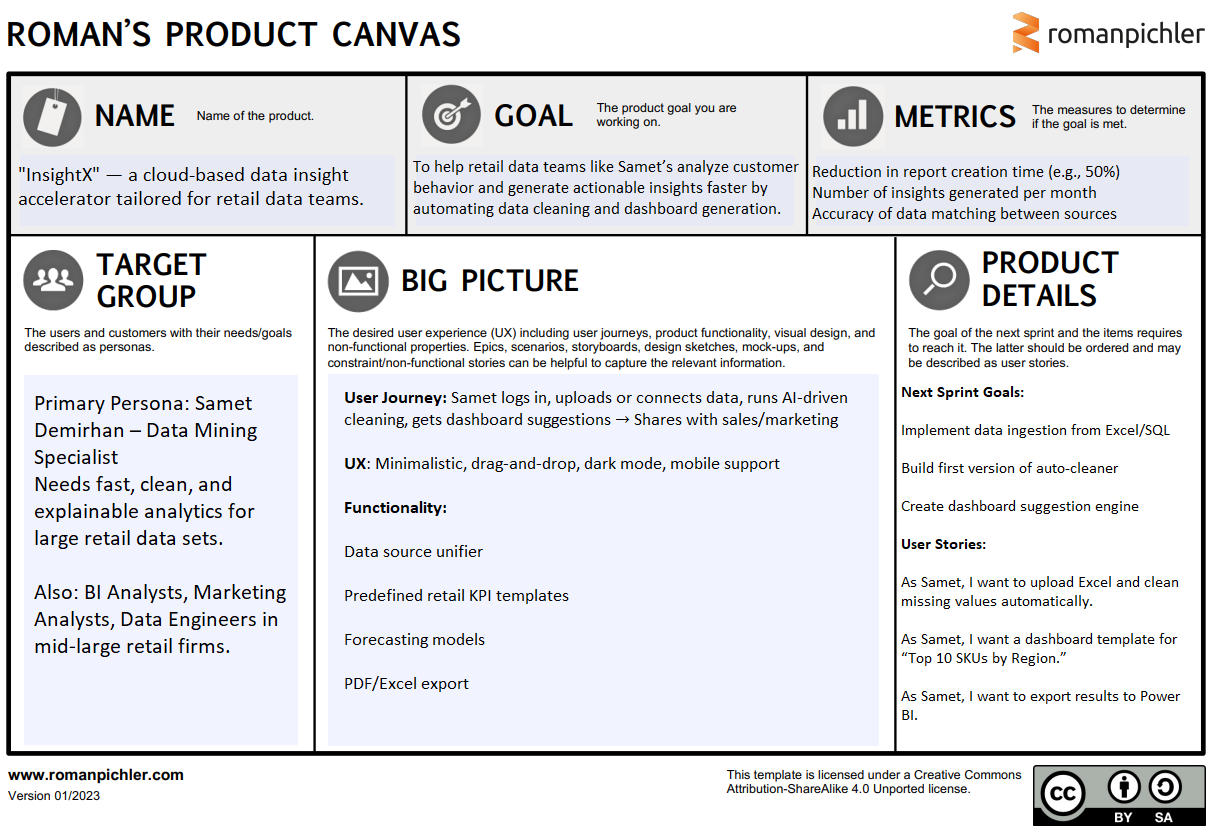 ROMAN'S PRODUCT CANVAS
romanpichler
NAME
Name of the product.
"InsightX" — a cloud-based data insight
accelerator tailored for retail data teams.
GOAL
The product goal you are
working on.
To help retail data teams like Samet’s analyze customer
behavior and generate actionable insights faster by
automating data cleaning and dashboard generation.
METRICS
The measures to determine
if the goal is met.
Reduction in report creation time (e.g., 50%)
Number of insights generated per month
Accuracy of data matching between sources
TARGET
GROUP
The users and customers with their needs/goals
described as personas.
Primary Persona: Samet
Demirhan – Data Mining
Specialist
Needs fast, clean, and
explainable analytics for
large retail data sets.
Also: BI Analysts, Marketing
Analysts, Data Engineers in
mid-large retail firms.
BIG PICTURE
The desired user experience (UX) including user journeys, product functionality, visual design, and
non-functional properties. Epics, scenarios, storyboards, design sketches, mock-ups, and
constraint/non-functional stories can be helpful to capture the relevant information.
User Journey: Samet logs in, uploads or connects data, runs AI-driven
cleaning, gets dashboard suggestions → Shares with sales/marketing
UX: Minimalistic, drag-and-drop, dark mode, mobile support
Functionality:
Data source unifier
Predefined retail KPI templates
Forecasting models
PDF/Excel export
PRODUCT
DETAILS
The goal of the next sprint and the items requires
to reach it. The latter should be ordered and may
be described as user stories.
Next Sprint Goals:
Implement data ingestion from Excel/SQL
Build first version of auto-cleaner
Create dashboard suggestion engine
User Stories:
As Samet, I want to upload Excel and clean
missing values automatically.
As Samet, I want a dashboard template for
“Top 10 SKUs by Region.”
As Samet, I want to export results to Power
BI.
www.romanpichler.com
Version 01/2023
This template is licensed under a Creative Commons
Attribution-ShareAlike 4.0 Unported license.
cc
BY SA